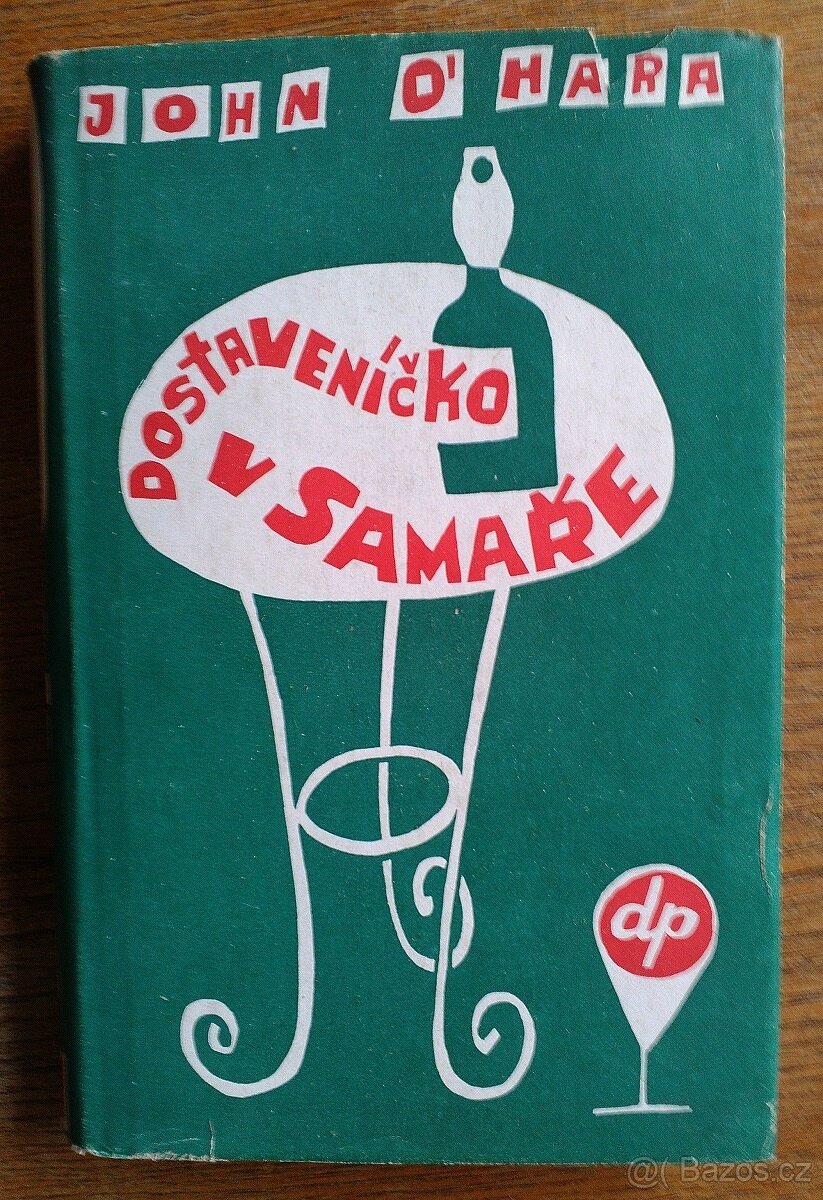 JOHN O'HARA
DOSTAVENÍČKO
V SAMAŘE
dp
@( Bazos.cz